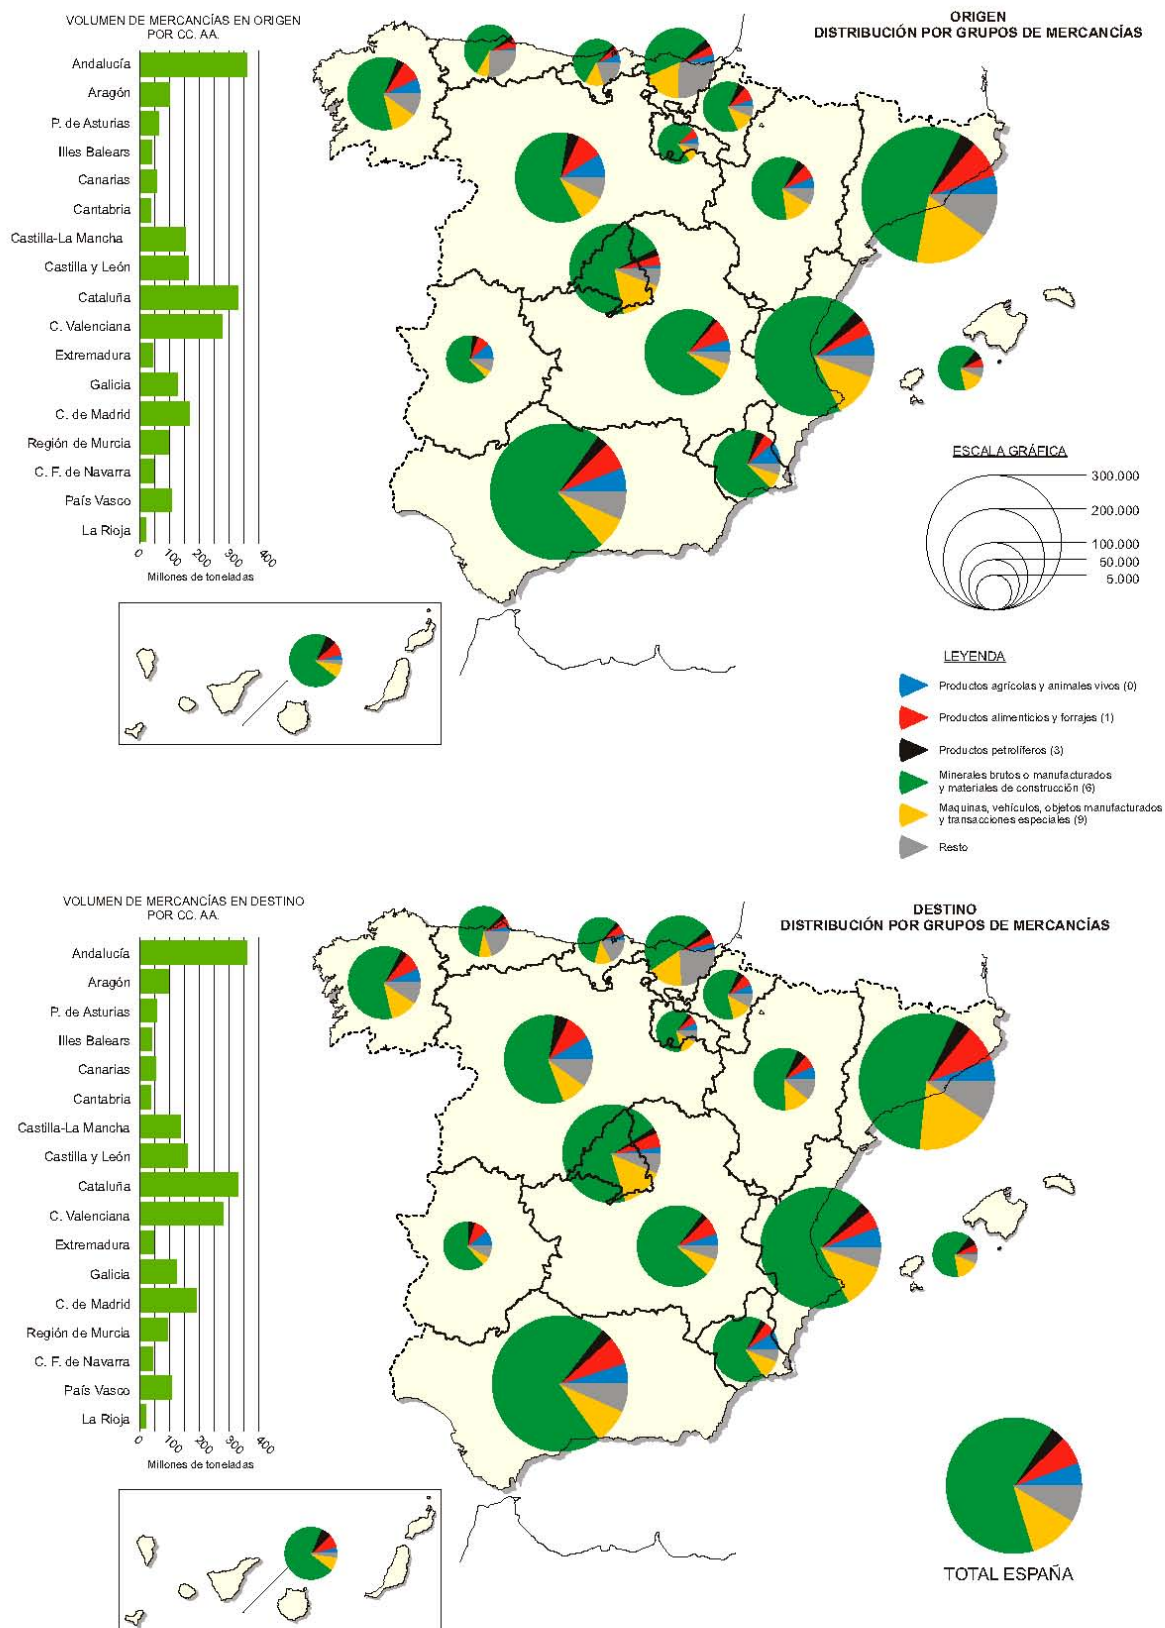 VOLUMEN DE MERCANCÍAS EN ORIGEN
POR CC. AA.
Andalucía
Aragón
P. de Asturias
Illes Balears
Canarias
Cantabria
Castilla-La Mancha
Castilla y León
Cataluña
C. Valenciana
Extremadura
Galicia
C. de Madrid
Región de Murcia
C. F. de Navarra
País Vasco
La Rioja
0 100 200 300 400
Millones de toneladas
ORIGEN
DISTRIBUCIÓN POR GRUPOS DE MERCANCÍAS
ESCALA GRÁFICA
300.000
200.000
100.000
50.000
5.000
LEYENDA
Productos agrícolas y animales vivos (0)
Productos alimenticios y forrajes (1)
Productos petrolíferos (3)
Minerales brutos o manufacturados
y materiales de construcción (6)
Maquinas, vehículos, objetos manufacturados
y transacciones especiales (9)
Resto
VOLUMEN DE MERCANCÍAS EN DESTINO
POR CC. AA.
Andalucía
Aragón
P. de Asturias
Illes Balears
Canarias
Cantabria
Castilla-La Mancha
Castilla y León
Cataluña
C. Valenciana
Extremadura
Galicia
C. de Madrid
Región de Murcia
C. F. de Navarra
País Vasco
La Rioja
0 100 200 300 400
Millones de toneladas
DESTINO
DISTRIBUCIÓN POR GRUPOS DE MERCANCÍAS
TOTAL ESPAÑA